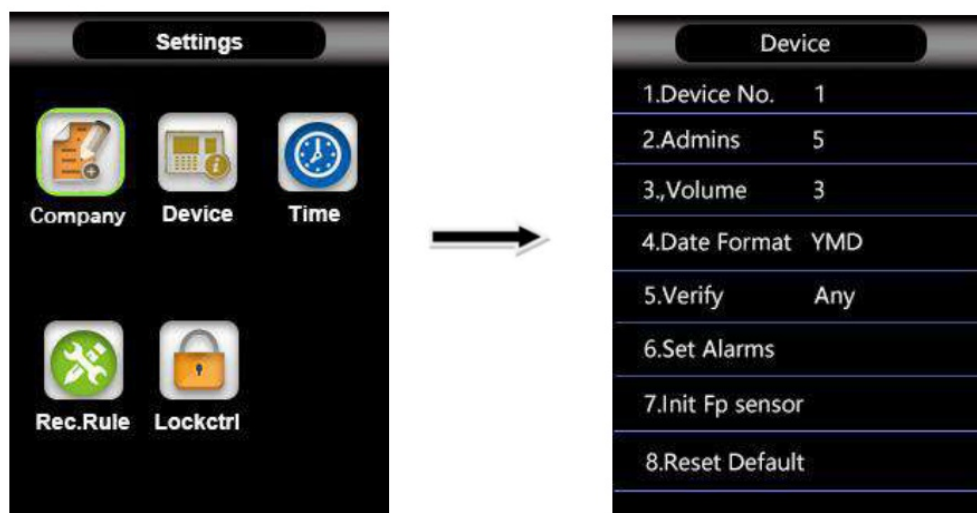 Settings
Company
Device
Time
Rec.Rule
Lockctrl
Device
1.Device No. 1
2.Admins 5
3.,Volume 3
4.Date Format YMD
5.Verify Any
6.Set Alarms
7.Init Fp sensor
8.Reset Default